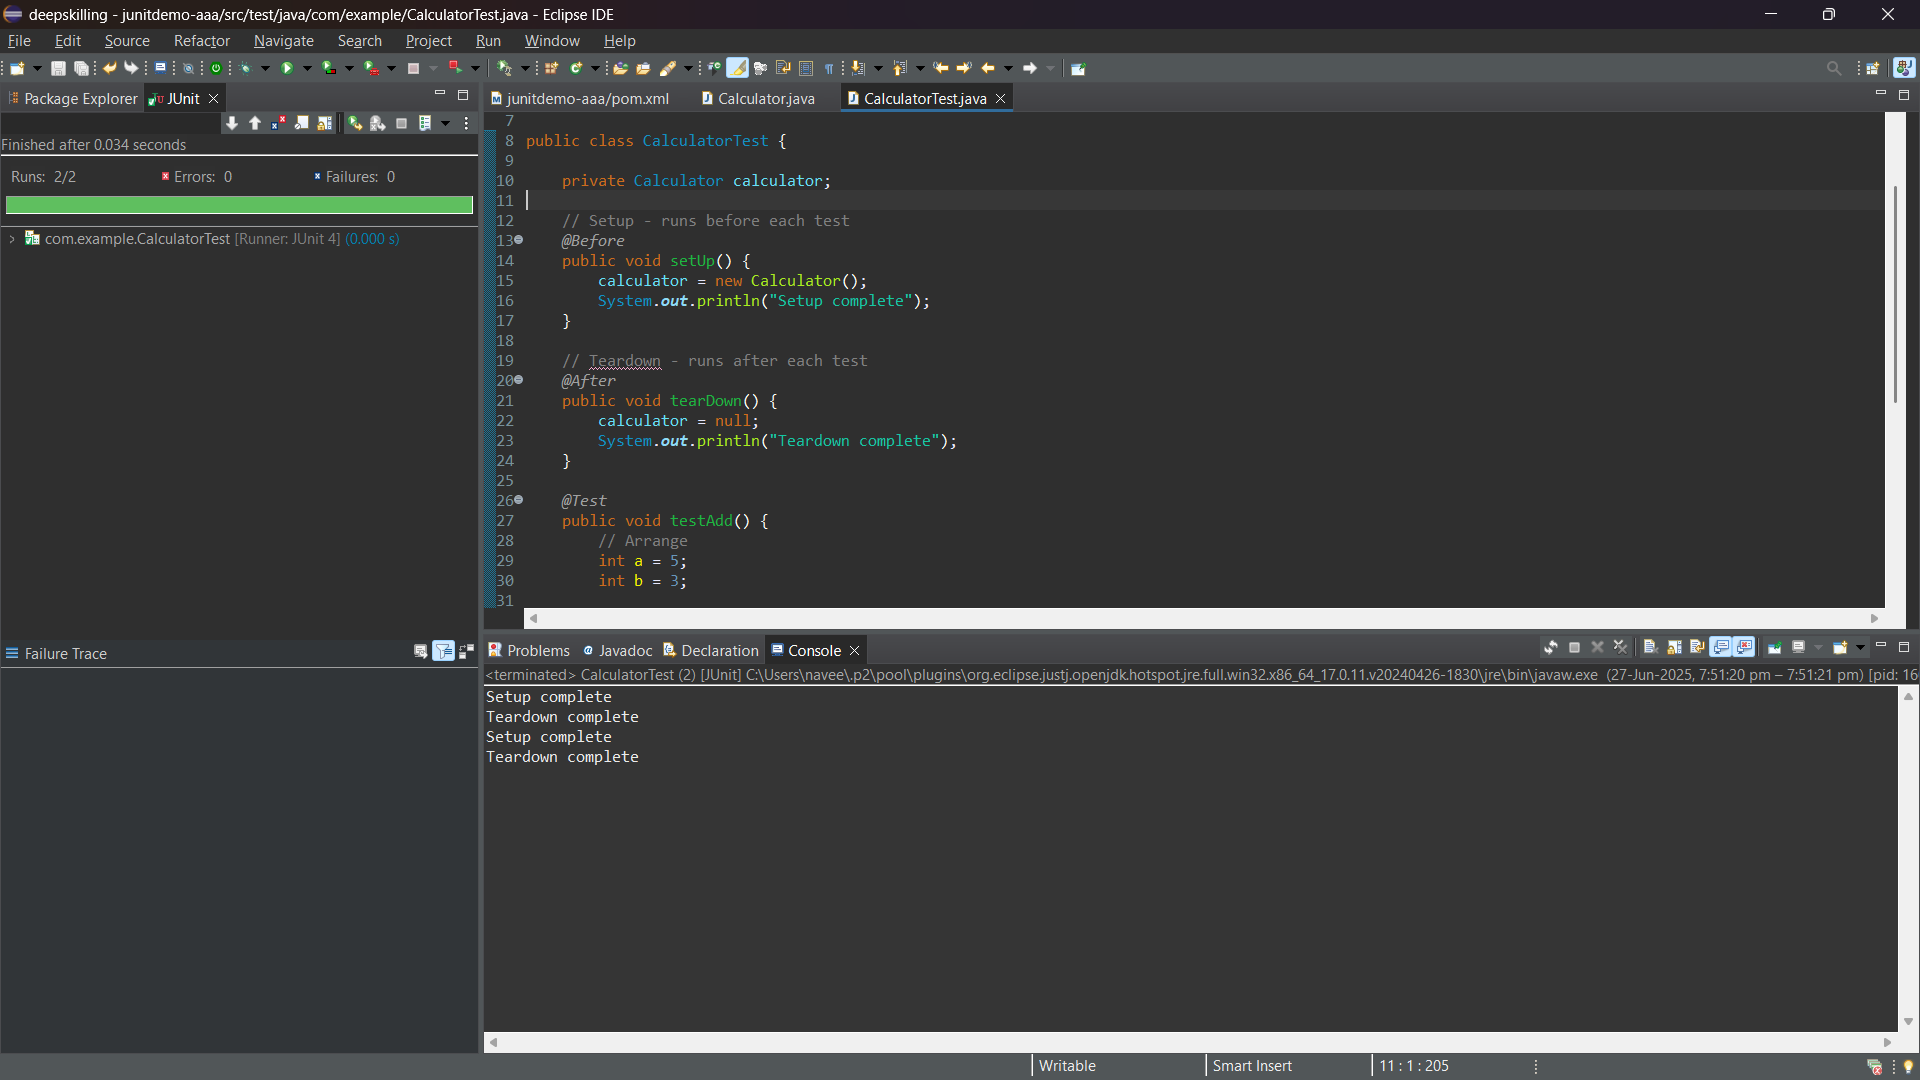 deepskilling - junitdemo-aaa/src/test/java/com/example/CalculatorTest.java - Eclipse IDE
File Edit Source Refactor Navigate Search Project Run Window Help
Package Explorer JUnit
junitdemo-aaa/pom.xml Calculator.java CalculatorTest.java
Finished after 0.034 seconds
Runs: 2/2 Errors: 0 Failures: 0
com.example.CalculatorTest [Runner: JUnit 4] (0.000 s)
Failure Trace
7
8 public class CalculatorTest {
9
10     private Calculator calculator;
11
12     // Setup - runs before each test
13     @Before
14     public void setUp() {
15         calculator = new Calculator();
16         System.out.println("Setup complete");
17     }
18
19     // Teardown - runs after each test
20     @After
21     public void tearDown() {
22         calculator = null;
23         System.out.println("Teardown complete");
24     }
25
26     @Test
27     public void testAdd() {
28         // Arrange
29         int a = 5;
30         int b = 3;
31
Problems Javadoc Declaration Console
<terminated> CalculatorTest (2) [JUnit] C:\Users\navee\.p2\pool\plugins\org.eclipse.justj.openjdk.hotspot.jre.full.win32.x86_64_17.0.11.v20240426-1830\jre\bin\javaw.exe (27-Jun-2025, 7:51:20 pm – 7:51:21 pm) [pid: 16
Setup complete
Teardown complete
Setup complete
Teardown complete
Writable Smart Insert 11 : 1 : 205